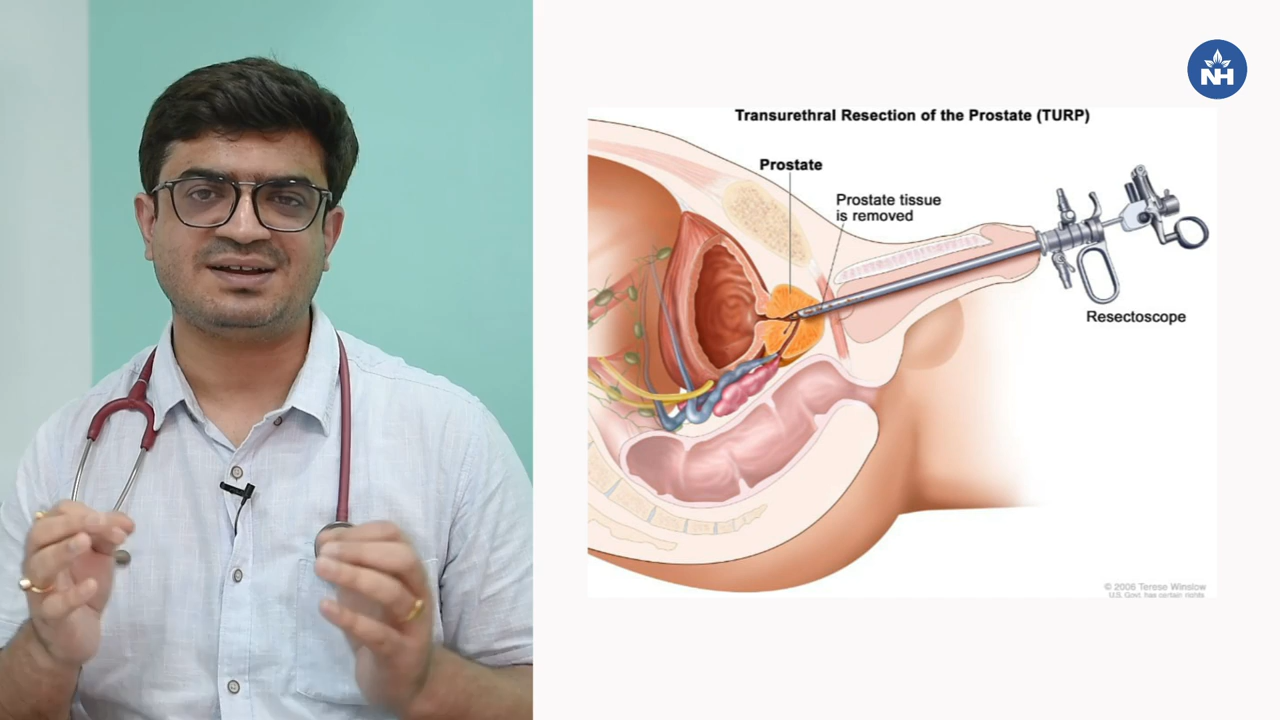 NH
Transurethral Resection of the Prostate (TURP)
Prostate
Prostate tissue
is removed
Resectoscope
© 2006 Terese Winslow
U.S. Govt. has certain rights